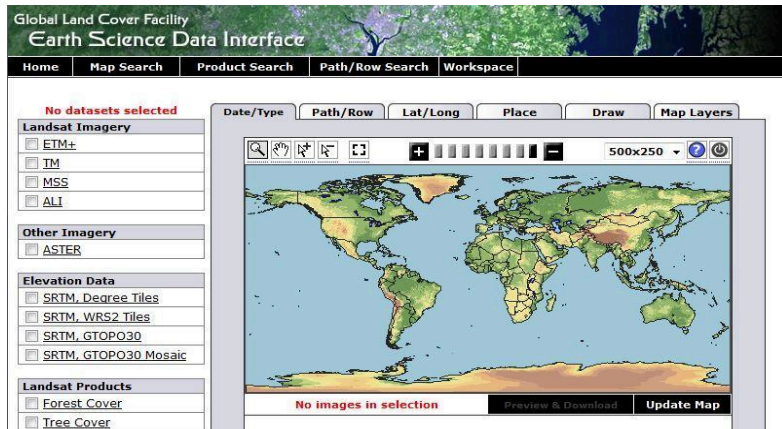 Global Land Cover Facility
Earth Science Data Interface
Home Map Search Product Search Path/Row Search Workspace
No datasets selected
Date/Type Path/Row Lat/Long Place Draw Map Layers
Landsat Imagery
ETM+
TM
MSS
ALI
Other Imagery
ASTER
Elevation Data
SRTM, Degree Tiles
SRTM, WRS2 Tiles
SRTM, GTOPO30
SRTM, GTOPO30 Mosaic
Landsat Products
Forest Cover
Tree Cover
500x250
No images in selection Preview & Download Update Map